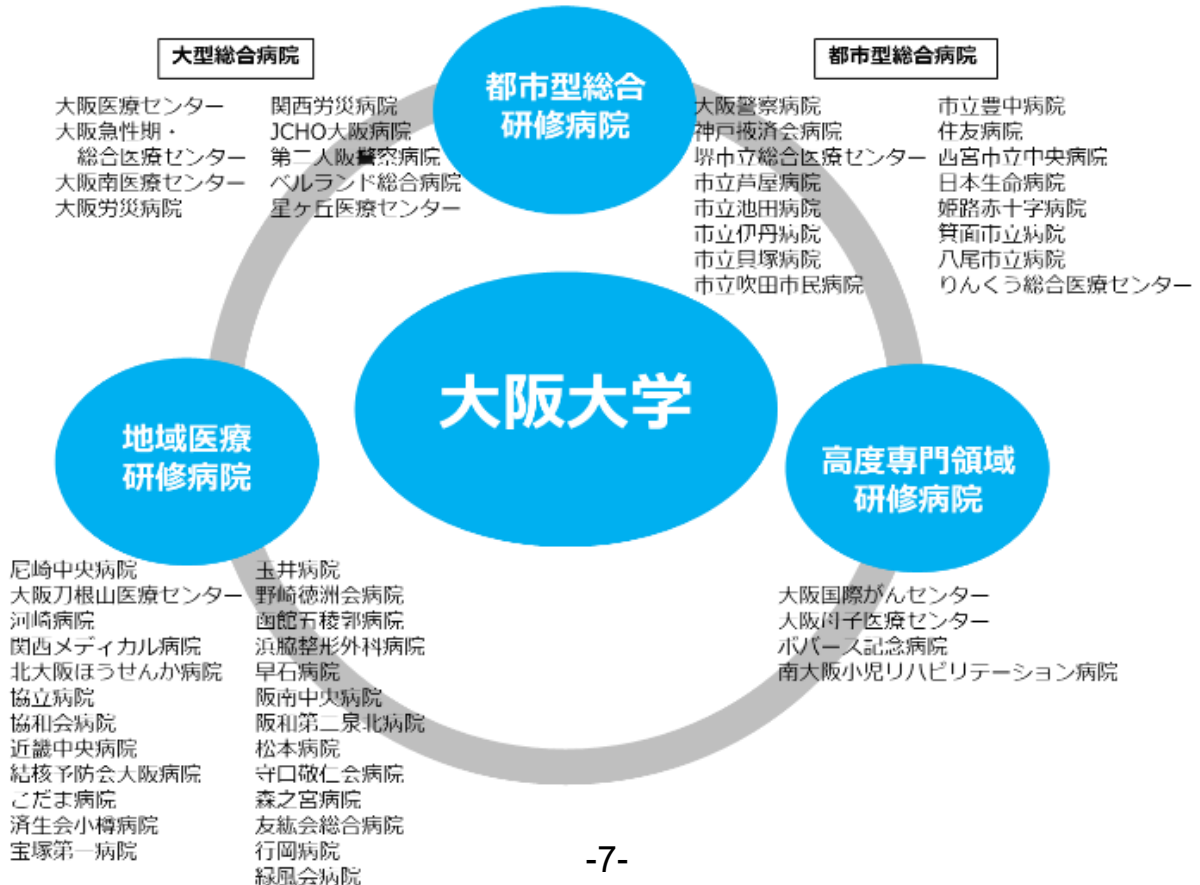 都市型総合
研修病院
大型総合病院
大阪医療センター
大阪急性期・
総合医療センター
大阪南医療センター
大阪労災病院
関西労災病院
JCHO大阪病院
第二大阪警察病院
ベルランド総合病院
星ヶ丘医療センター
都市型総合病院
大阪警察病院
神戸掖済会病院
堺市立総合医療センター
市立芦屋病院
市立池田病院
市立伊丹病院
市立貝塚病院
市立吹田市民病院
市立豊中病院
住友病院
西宮市立中央病院
日本生命病院
姫路赤十字病院
箕面市立病院
八尾市立病院
りんくう総合医療センター
大阪大学
地域医療
研修病院
尼崎中央病院
大阪刀根山医療センター
河崎病院
関西メディカル病院
北大阪ほうせんか病院
協立病院
協和会病院
近畿中央病院
結核予防会大阪病院
こだま病院
済生会小樽病院
宝塚第一病院
玉井病院
野崎徳洲会病院
函館五稜郭病院
浜脇整形外科病院
早石病院
阪南中央病院
阪和第二泉北病院
松本病院
守口敬仁会病院
森之宮病院
友紘会総合病院
行岡病院
緑風会病院
高度専門領域
研修病院
大阪国際がんセンター
大阪母子医療センター
ボバース記念病院
南大阪小児リハビリテーション病院
-7-